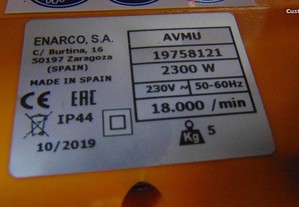 Custo
ENARCO, S.A.
C/ Burtina, 16
50197 Zaragoza
(SPAIN)
MADE IN SPAIN
CE EAC
IP44
10/2019
AVMU
19758121
2300 W
230V ~ 50-60Hz
18.000 /min
Kg 5